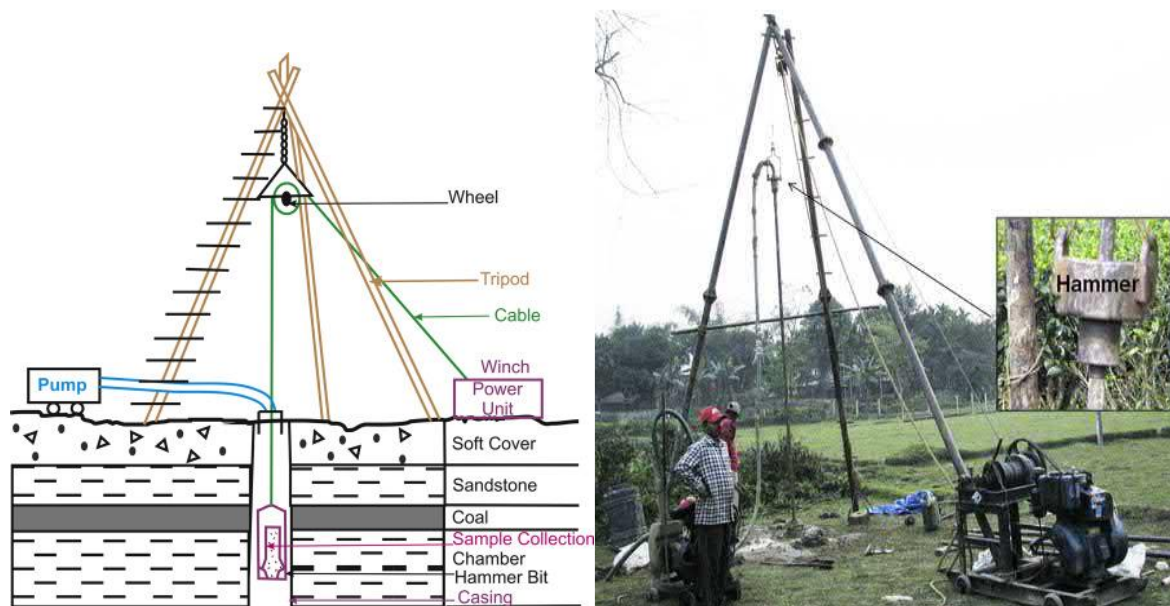 Wheel
Tripod
Cable
Winch
Power
Unit
Pump
Soft Cover
Sandstone
Coal
Sample Collection
Chamber
Hammer Bit
Casing
Hammer